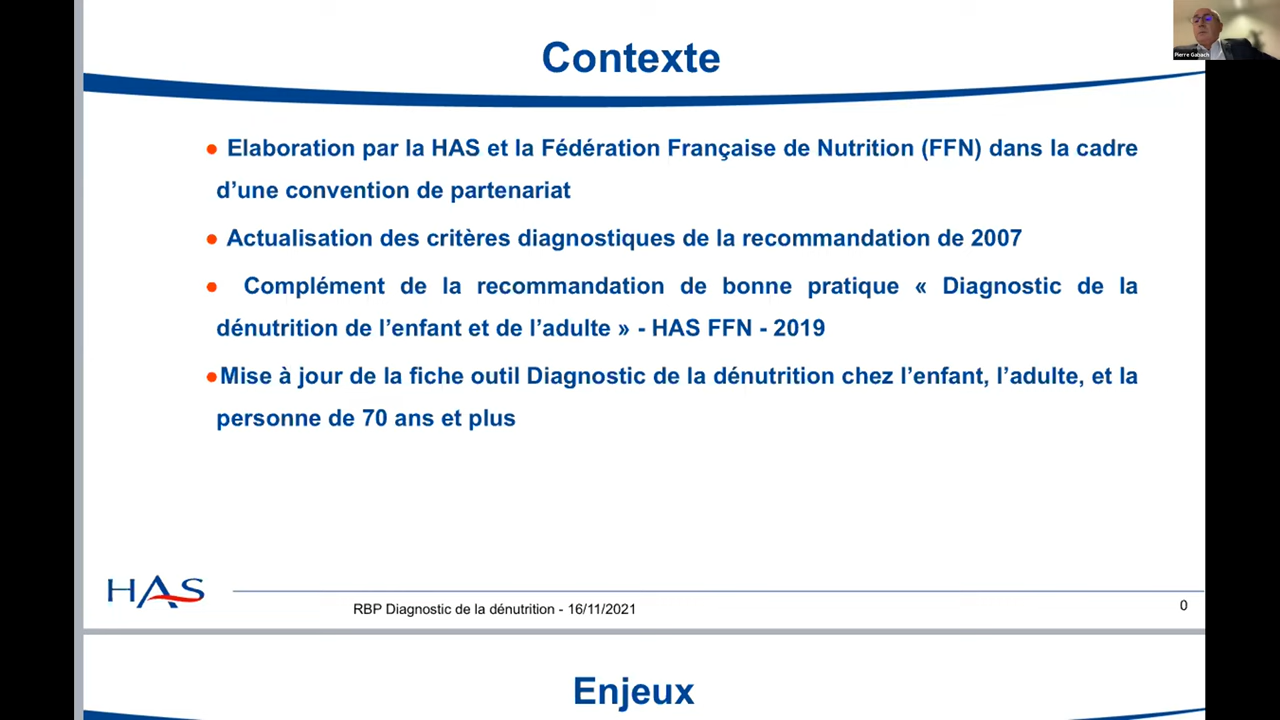 Contexte
Pierre Gabach
● Elaboration par la HAS et la Fédération Française de Nutrition (FFN) dans la cadre
d’une convention de partenariat
● Actualisation des critères diagnostiques de la recommandation de 2007
● Complément de la recommandation de bonne pratique « Diagnostic de la
dénutrition de l’enfant et de l’adulte » - HAS FFN - 2019
●Mise à jour de la fiche outil Diagnostic de la dénutrition chez l’enfant, l’adulte, et la
personne de 70 ans et plus
HAS
RBP Diagnostic de la dénutrition - 16/11/2021
0
Enjeux